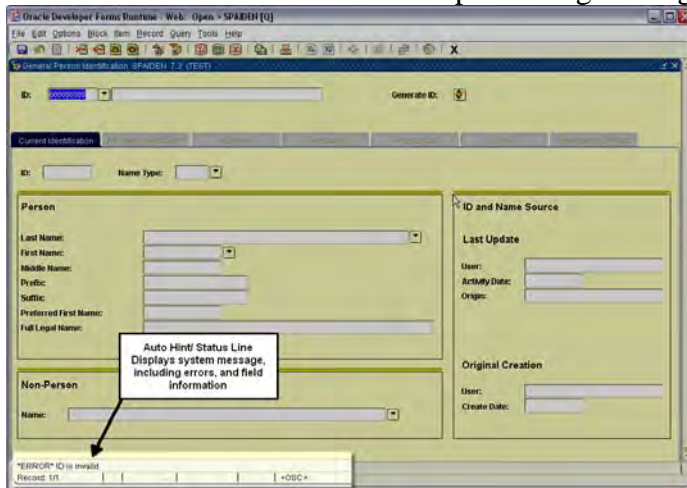 Oracle Developer Forms Runtime - Web: Open > SPAIDEN [Q]
File Edit Options Block Item Record Query Tools Help
X
General Person Identification SPAIDEN 7.3 (TEST)
ID:
Generate ID:
Current Identification
ID:
Name Type:
Person
Last Name:
First Name:
Middle Name:
Prefix:
Suffix:
Preferred First Name:
Full Legal Name:
ID and Name Source
Last Update
User:
Activity Date:
Origin:
Original Creation
User:
Create Date:
Non-Person
Name:
Auto Hint/ Status Line
Displays system message,
including errors, and field
information
*ERROR* ID is invalid
Record: 1/1 <OSC>